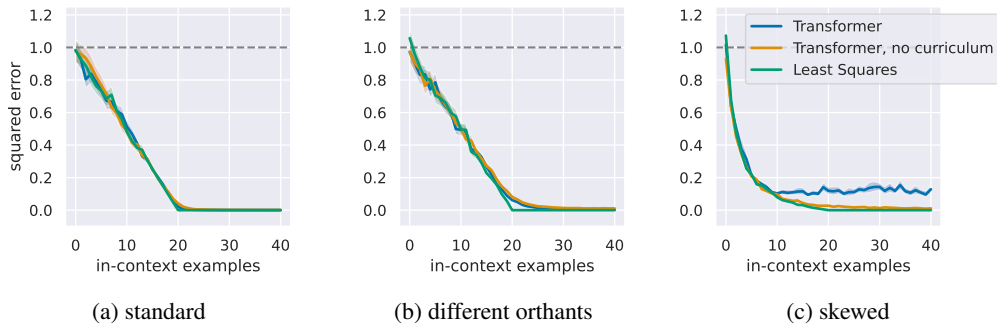 squared error
1.2
1.0
0.8
0.6
0.4
0.2
0.0
0 10 20 30 40
in-context examples
(a) standard
1.2
1.0
0.8
0.6
0.4
0.2
0.0
0 10 20 30 40
in-context examples
(b) different orthants
1.2
1.0
0.8
0.6
0.4
0.2
0.0
0 10 20 30 40
in-context examples
Transformer
Transformer, no curriculum
Least Squares
(c) skewed